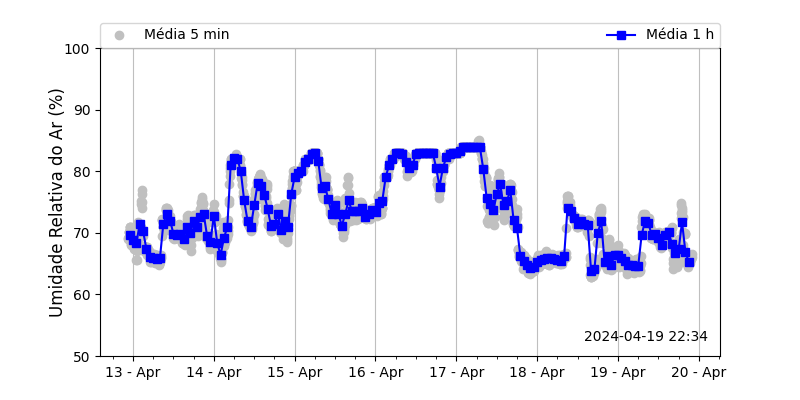 Média 5 min
Média 1 h
Umidade Relativa do Ar (%)
100
90
80
70
60
50
2024-04-19 22:34
13 - Apr
14 - Apr
15 - Apr
16 - Apr
17 - Apr
18 - Apr
19 - Apr
20 - Apr